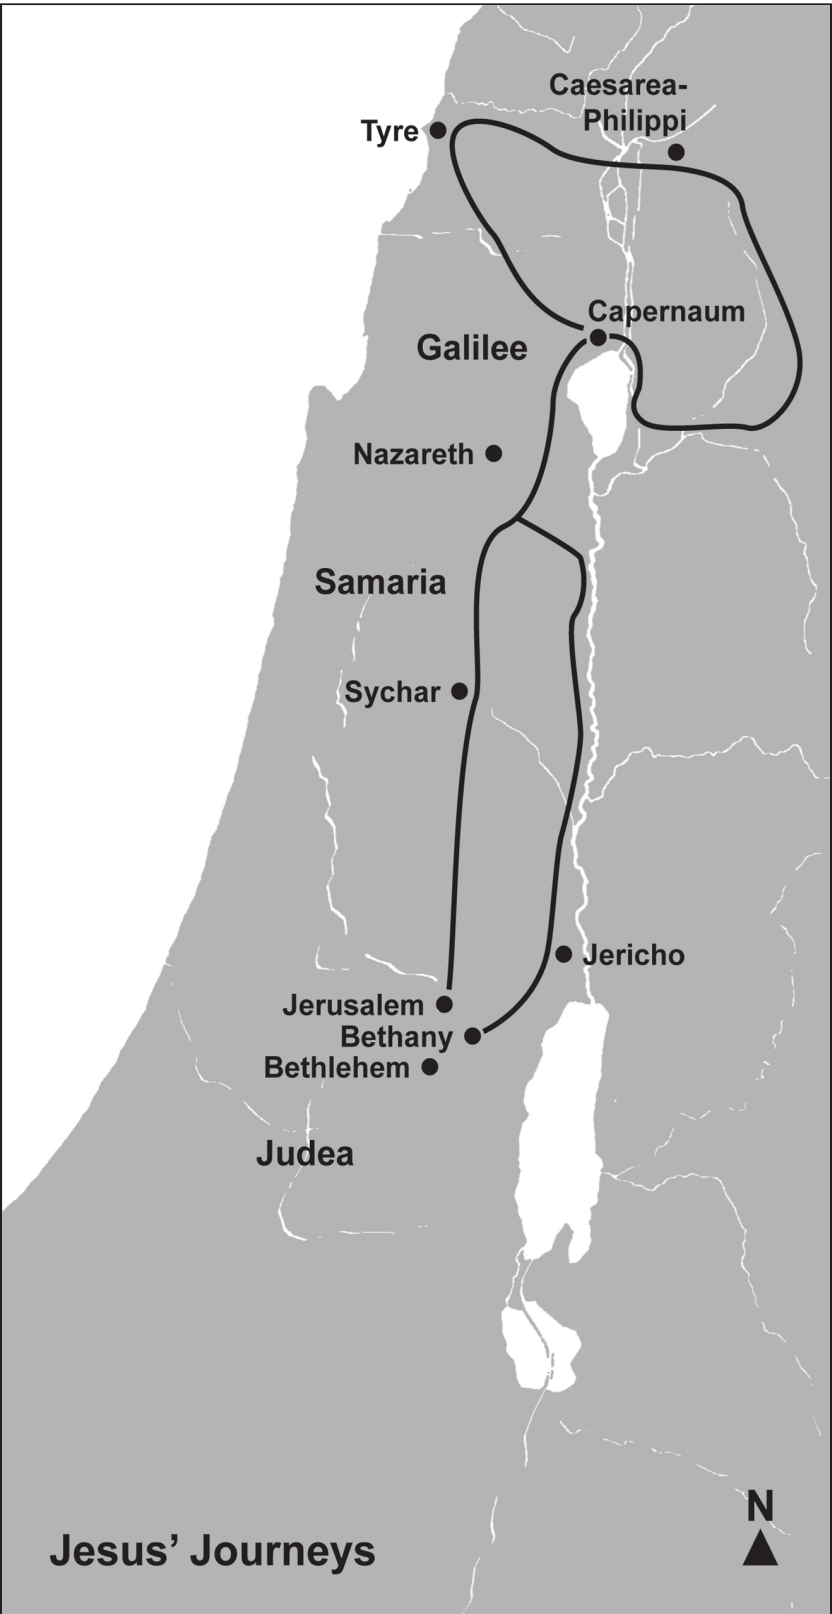 Caesarea-
Philippi
Tyre
Capernaum
Galilee
Nazareth
Samaria
Sychar
Jericho
Jerusalem
Bethany
Bethlehem
Judea
N
Jesus’ Journeys